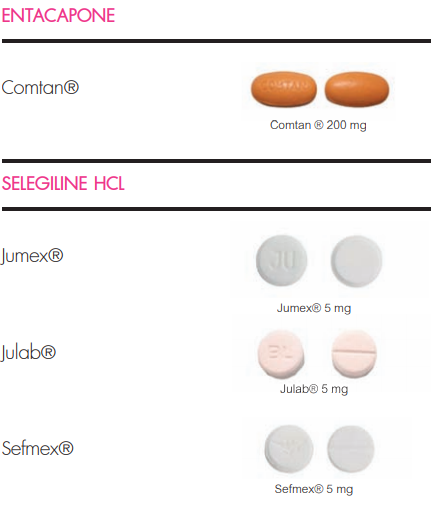 ENTACAPONE
Comtan®
COMTAN
Comtan ® 200 mg
SELEGILINE HCL
Jumex®
JU
Jumex® 5 mg
Julab®
Julab® 5 mg
Sefmex®
Sefmex® 5 mg